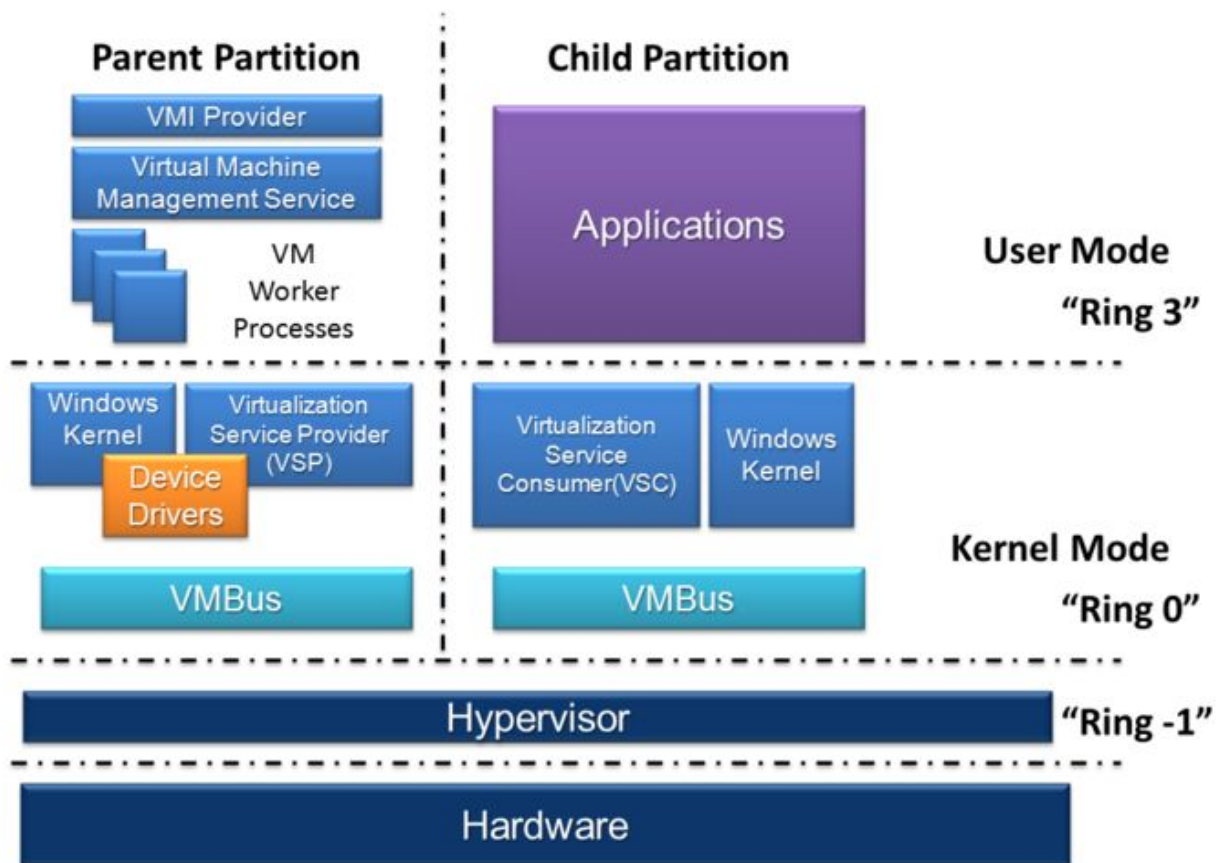 Parent Partition
Child Partition
VMI Provider
Virtual Machine
Management Service
VM
Worker
Processes
Applications
User Mode
“Ring 3”
Windows
Kernel
Virtualization
Service Provider
(VSP)
Device
Drivers
VMBus
Virtualization
Service
Consumer(VSC)
Windows
Kernel
VMBus
Kernel Mode
“Ring 0”
Hypervisor
“Ring -1”
Hardware